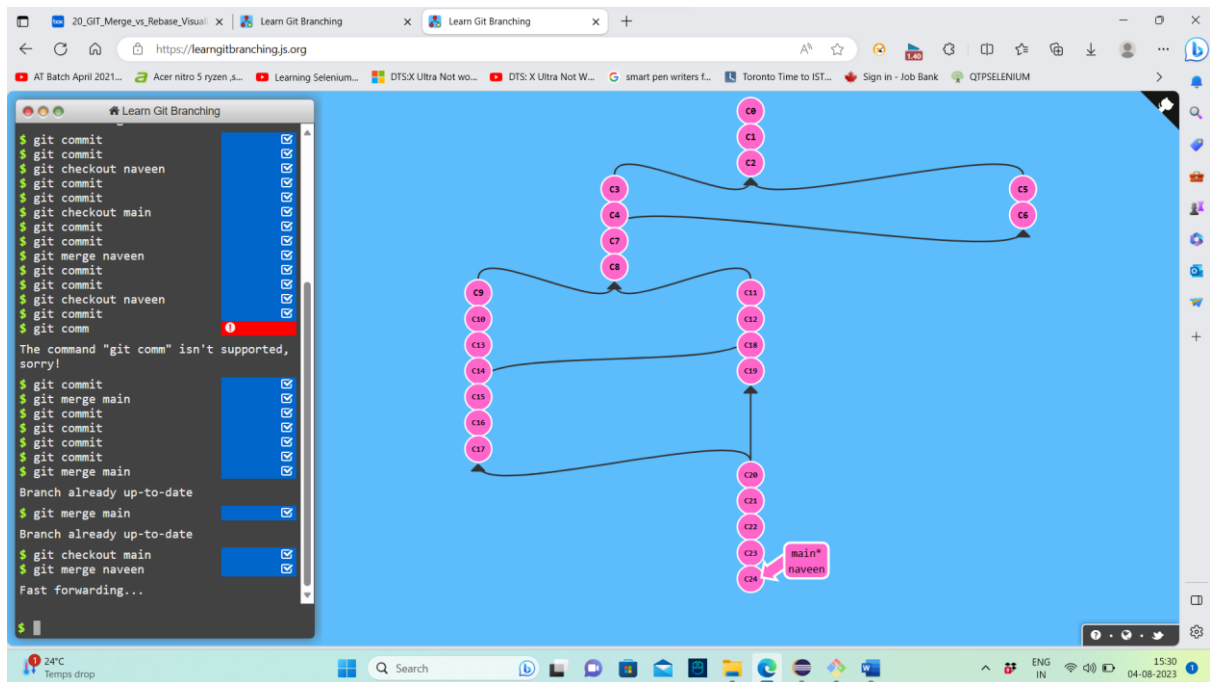 20_GIT_Merge_vs_Rebase_Visuali
Learn Git Branching
Learn Git Branching
https://learngitbranching.js.org
1.40
AT Batch April 2021...
Acer nitro 5 ryzen ,s...
Learning Selenium...
DTS:X Ultra Not wo...
DTS: X Ultra Not W...
smart pen writers f...
Toronto Time to IST...
Sign in - Job Bank
QTPSELENIUM
Learn Git Branching
$ git commit
$ git commit
$ git checkout naveen
$ git commit
$ git commit
$ git checkout main
$ git commit
$ git commit
$ git merge naveen
$ git commit
$ git commit
$ git checkout naveen
$ git commit
$ git comm
The command "git comm" isn't supported,
sorry!
$ git commit
$ git merge main
$ git commit
$ git commit
$ git commit
$ git commit
$ git merge main
Branch already up-to-date
$ git merge main
Branch already up-to-date
$ git checkout main
$ git merge naveen
Fast forwarding...
$
C0
C1
C2
C3
C5
C4
C6
C7
C8
C9
C11
C10
C12
C13
C18
C14
C19
C15
C16
C17
C20
C21
C22
C23
main*
naveen
C24
24°C
Temps drop
Search
ENG
IN
15:30
04-08-2023